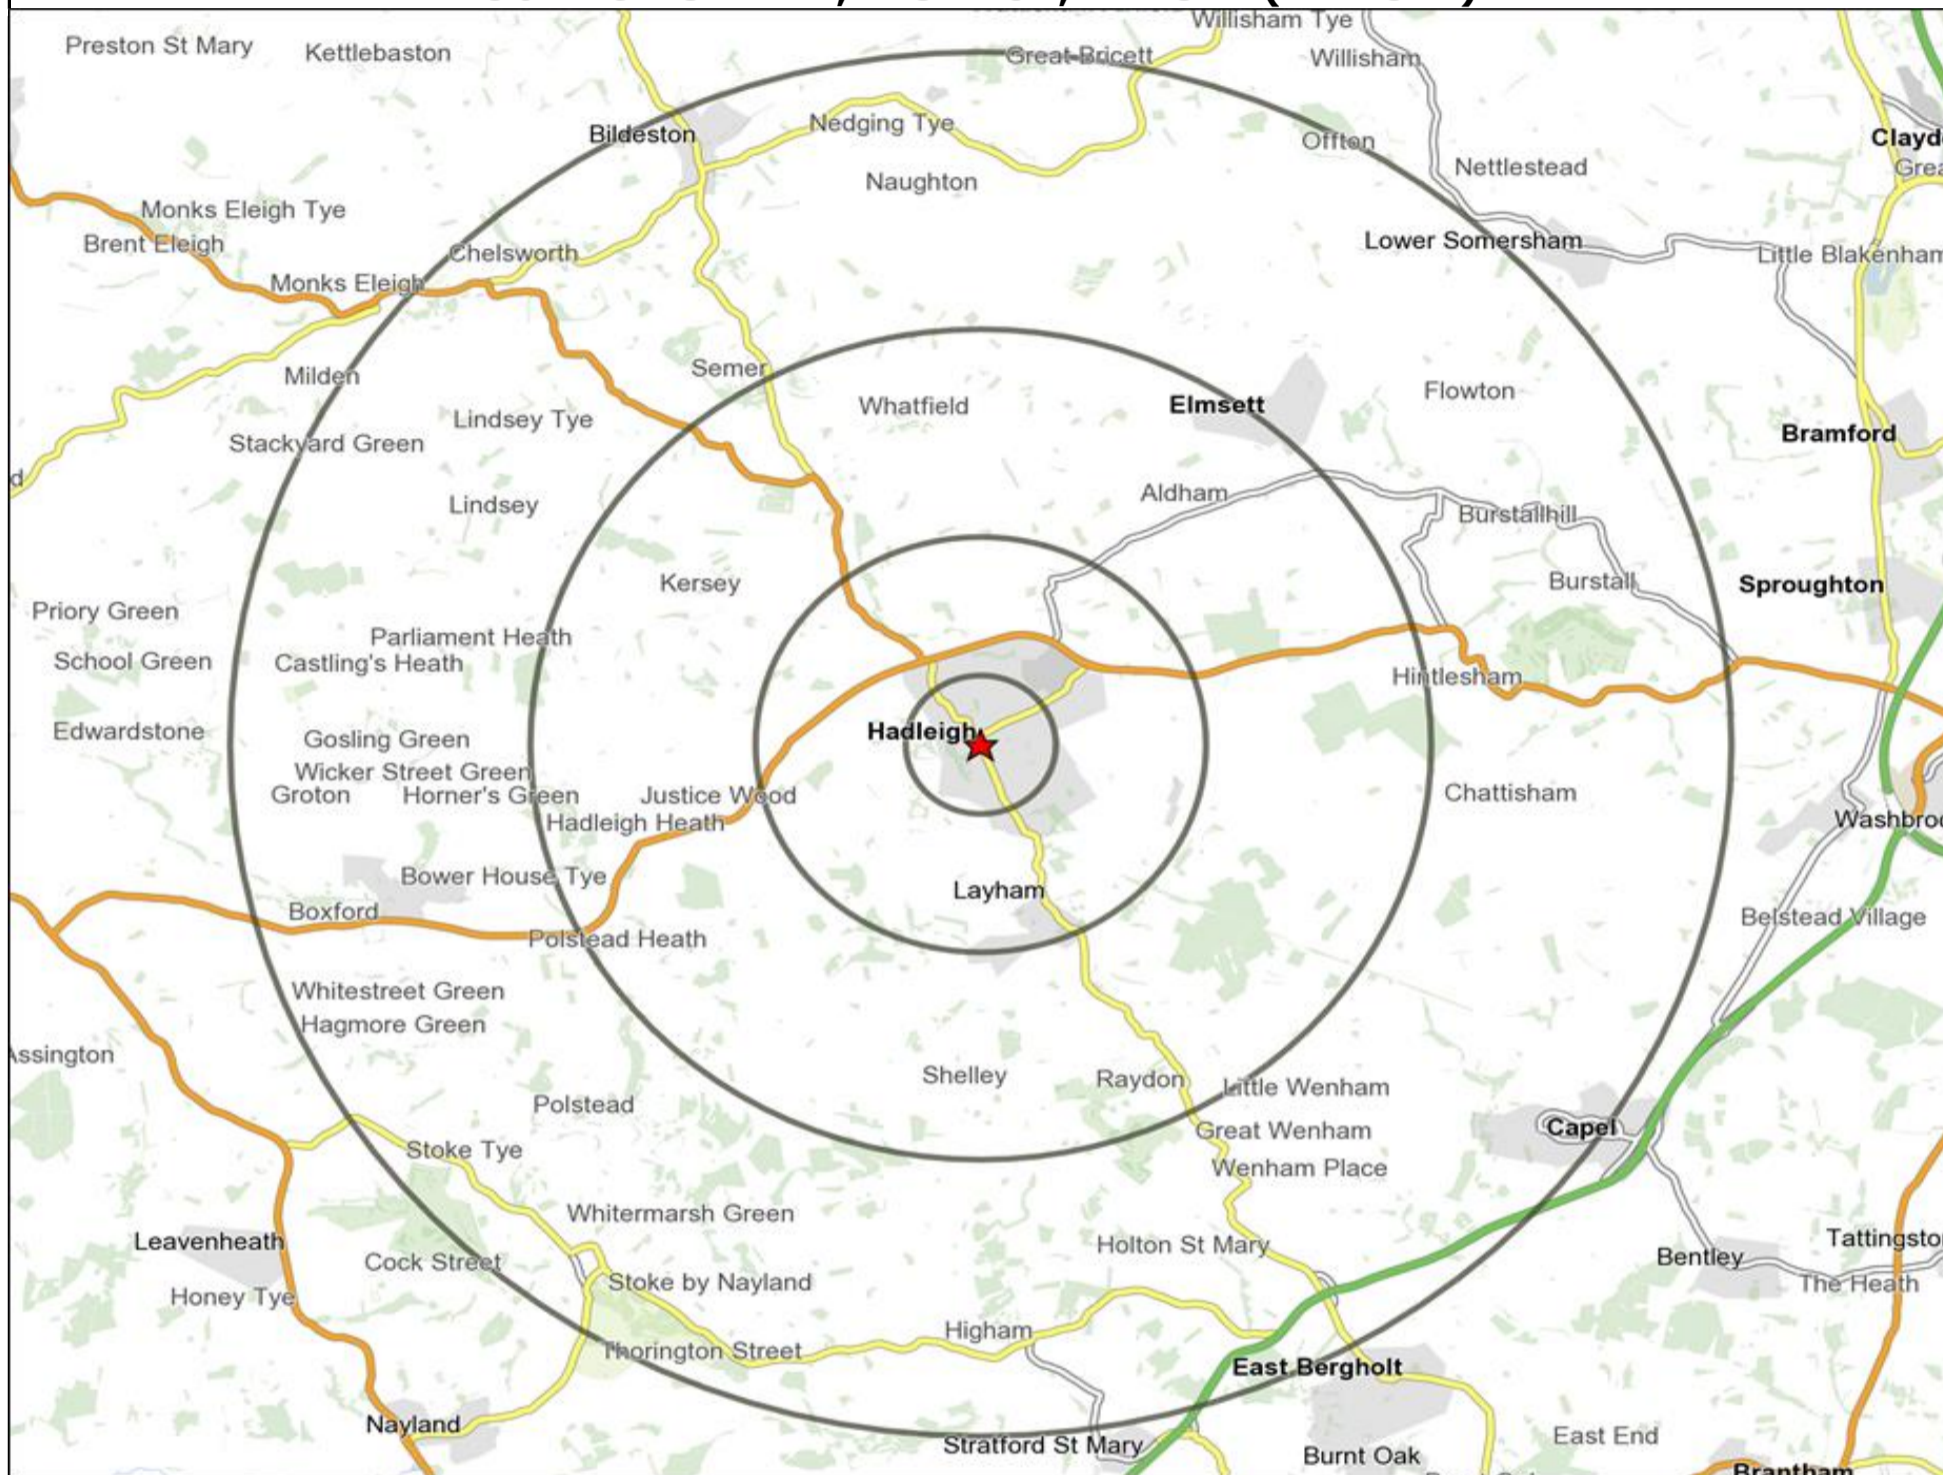 Willisham Tye
Preston St Mary
Kettlebaston
Great Bricett
Willisham
Bildeston
Nedging Tye
Offton
Clayd
Nettlestead
Grea
Naughton
Monks Eleigh Tye
Brent Eleigh
Chelsworth
Lower Somersham
Little Blakenham
Monks Eleigh
Semer
Milden
Flowton
Whatfield
Elmsett
Lindsey Tye
Stackyard Green
Bramford
d
Aldham
Lindsey
Burstallhill
Kersey
Burstall
Sproughton
Priory Green
Parliament Heath
School Green
Castling's Heath
Hintlesham
Edwardstone
Hadleigh
Gosling Green
Wicker Street Green
Groton
Horner's Green
Justice Wood
Chattisham
Hadleigh Heath
Washbroo
Bower House Tye
Layham
Boxford
Belstead Village
Polstead Heath
Whitestreet Green
Hagmore Green
Assington
Shelley
Raydon
Little Wenham
Polstead
Capel
Great Wenham
Stoke Tye
Wenham Place
Whitermarsh Green
Leavenheath
Holton St Mary
Tattingsto
Cock Street
Bentley
Stoke by Nayland
The Heath
Honey Tye
Higham
Thorington Street
East Bergholt
Nayland
Stratford St Mary
East End
Burnt Oak
Brantham